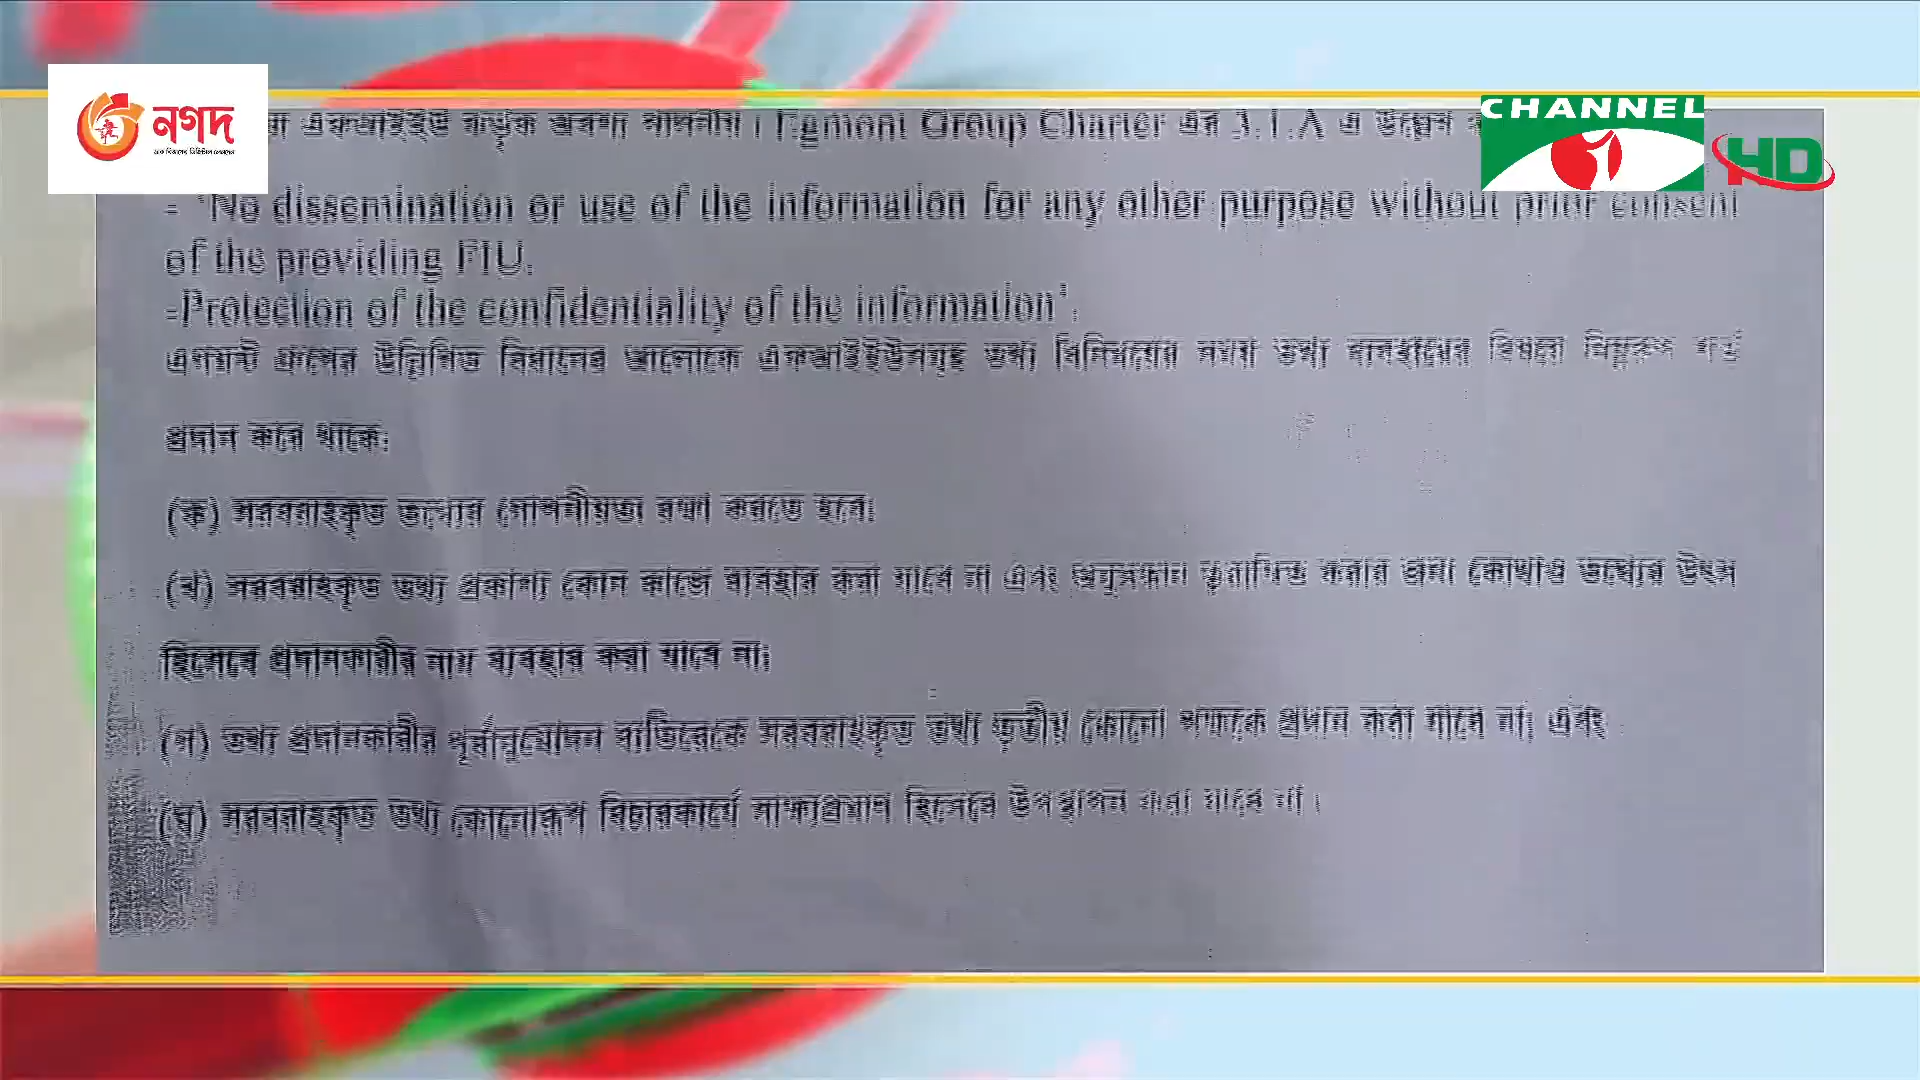 নগদ
CHANNEL
HD
এফআইইউ কর্তৃক অবশ্য পালনীয়। Egmont Group Charter এর 3.1.A এ উল্লেখ
- 'No dissemination or use of the information for any other purpose without prior consent
of the providing FIU.
-Protection of the confidentiality of the information'.
এগমন্ট গ্রুপের উল্লিখিত বিধানের আলোকে এফআইইউসমূহ তথ্য বিনিময়ের সময় তথ্য ব্যবহারের বিষয়ে নিম্নরূপ শর্ত
প্রদান করে থাকে:
(ক) সরবরাহকৃত তথ্যের গোপনীয়তা রক্ষা করতে হবে;
(খ) সরবরাহকৃত তথ্য প্রকাশ্য কোন কাজে ব্যবহার করা যাবে না এবং অনুসন্ধান ত্বরান্বিত করার জন্য কোথাও তথ্যের উৎস
হিসেবে প্রদানকারীর নাম ব্যবহার করা যাবে না;
(গ) তথ্য প্রদানকারীর পূর্বানুমোদন ব্যতিরেকে সরবরাহকৃত তথ্য তৃতীয় কোনো পক্ষকে প্রদান করা যাবে না; এবং
(ঘ) সরবরাহকৃত তথ্য কোনোরূপ বিচারকার্যে সাক্ষ্যপ্রমাণ হিসেবে উপস্থাপন করা যাবে না।